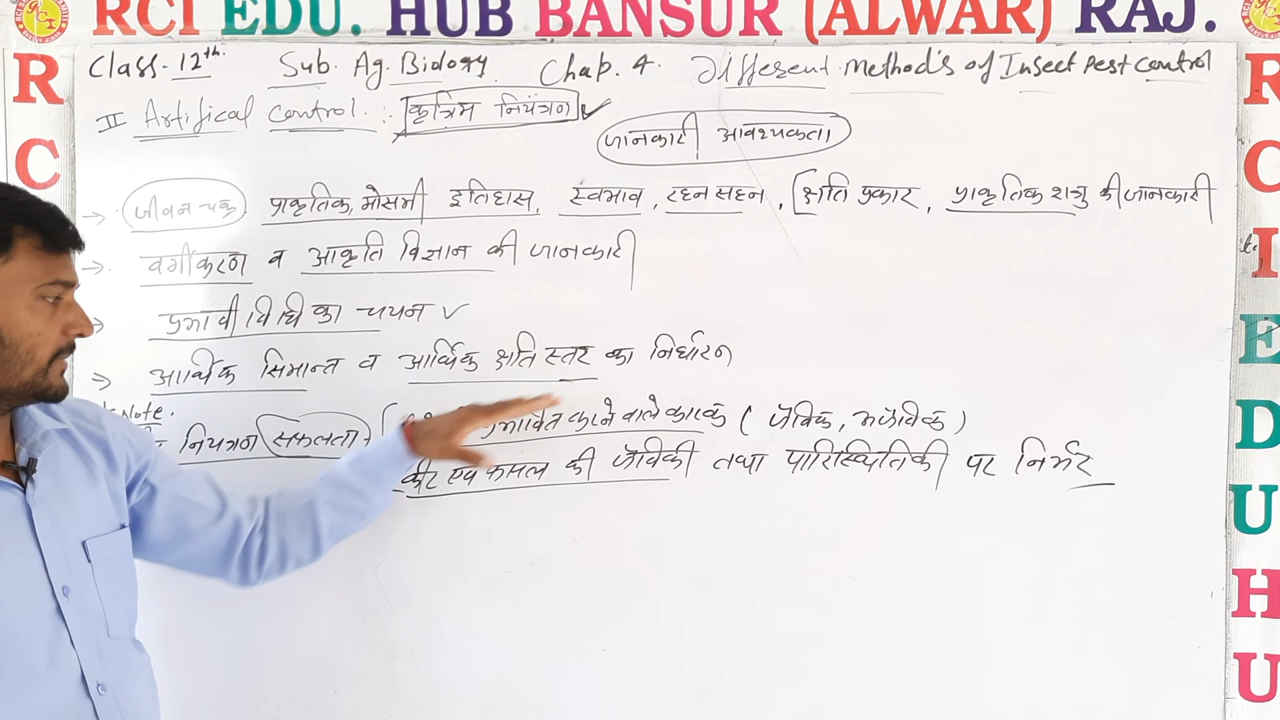 RCI EDU. HUB BANSUR (ALWAR) RAJ.
Class-12th. Sub. Ag. Biology Chap. 4. Different Method's of Insect Pest Control
II Artifical Control : कृत्रिम नियंत्रण ✓
जानकारी आवश्यकता
→ जीवन चक्र प्राकृतिक, मोसमी इतिहास, स्वभाव, रहन सहन, क्षति प्रकार, प्राकृतिक शत्रु की जानकारी
→ वर्गीकरण व आकृति विज्ञान की जानकारी
→ प्रभावी विधि का चयन ✓
→ आर्थिक सिमान्त व आर्थिक क्षति स्तर का निर्धारण
Note.
नियत्रण सफलता प्रभावित करने वाले कारक ( जैविक, अजैविक )
कीट एवं फसल की जैविकी तथा पारिस्थितिकी पर निर्भर
R
C
R
C
I
E
D
U
H
U